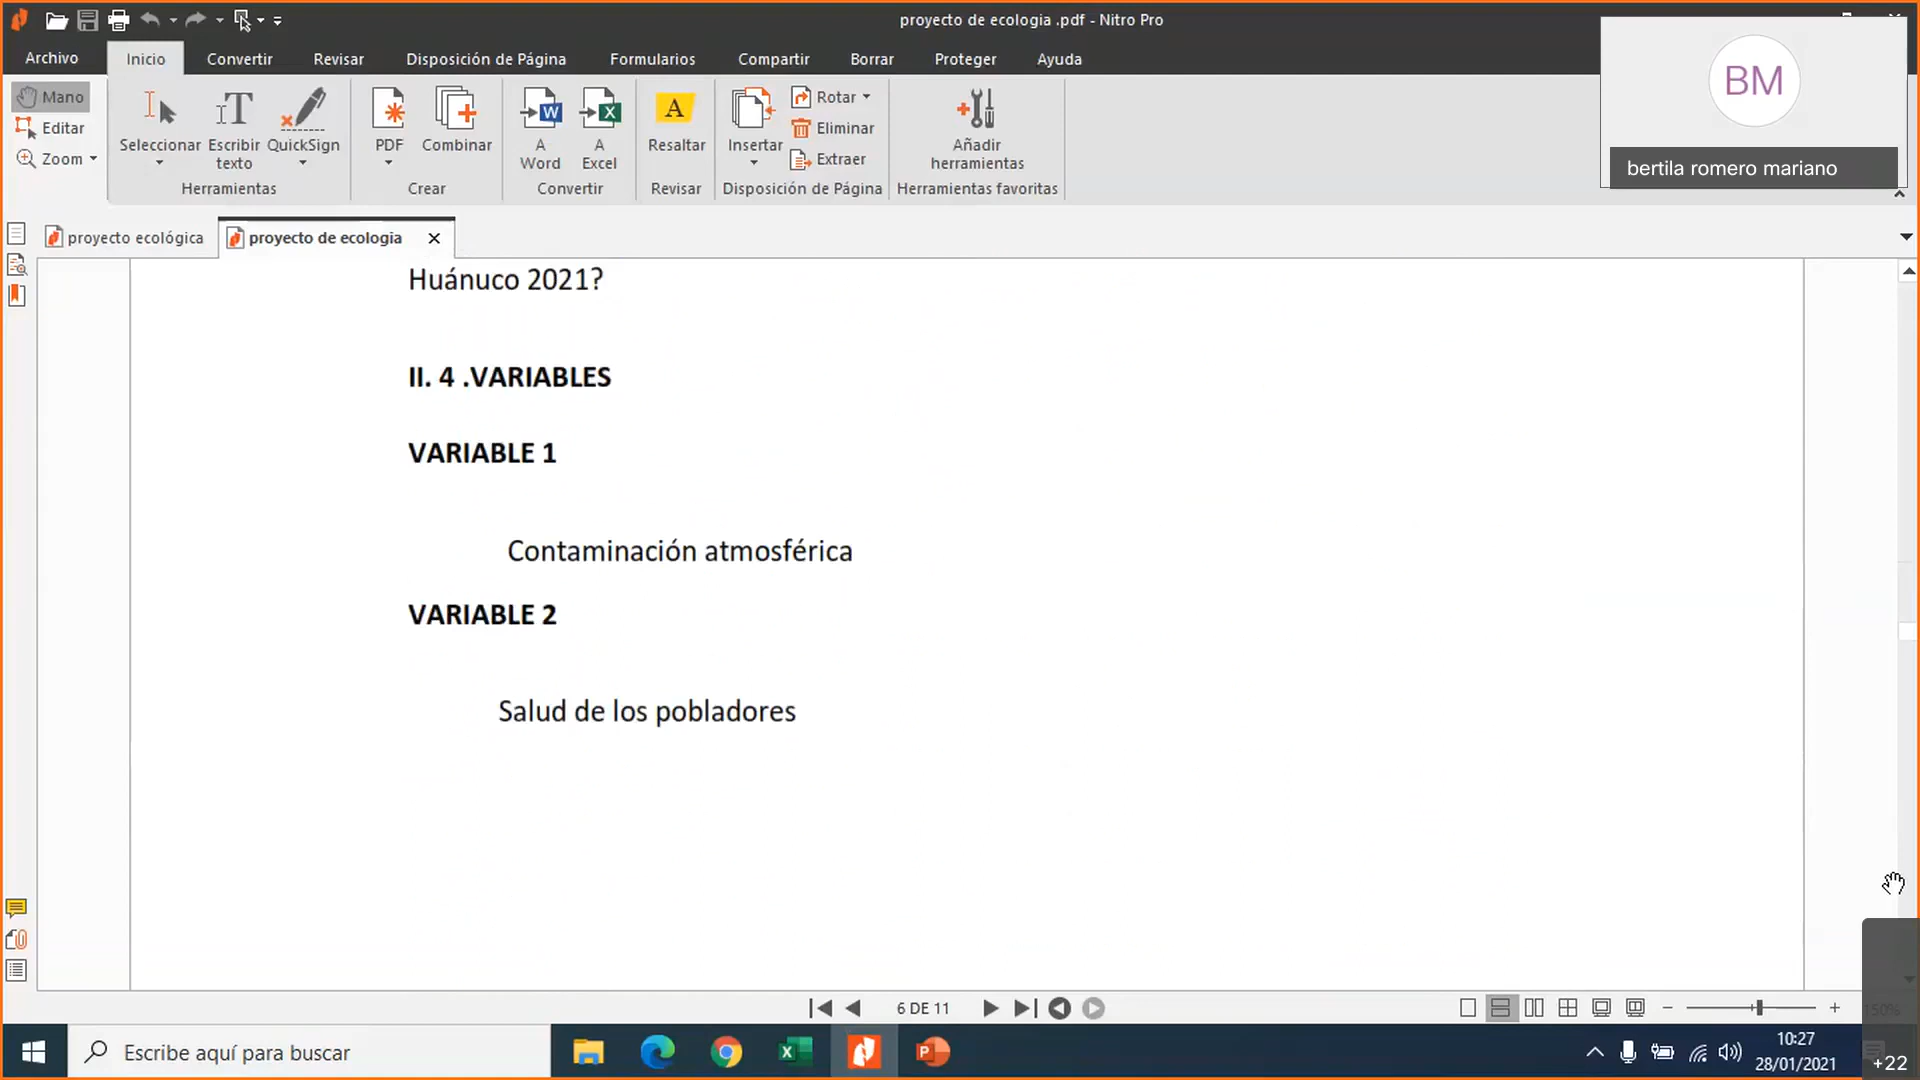 proyecto de ecologia .pdf - Nitro Pro
Archivo Inicio Convertir Revisar Disposición de Página Formularios Compartir Borrar Proteger Ayuda
Mano
Editar
Zoom
Seleccionar
Escribir texto
QuickSign
Herramientas
PDF
Combinar
Crear
A Word
A Excel
Convertir
Resaltar
Revisar
Insertar
Rotar
Eliminar
Extraer
Disposición de Página
Añadir herramientas
Herramientas favoritas
BM
bertila romero mariano
proyecto ecológica
proyecto de ecologia
Huánuco 2021?
II. 4 .VARIABLES
VARIABLE 1
Contaminación atmosférica
VARIABLE 2
Salud de los pobladores
6 DE 11
150%
Escribe aquí para buscar
10:27
28/01/2021
+22